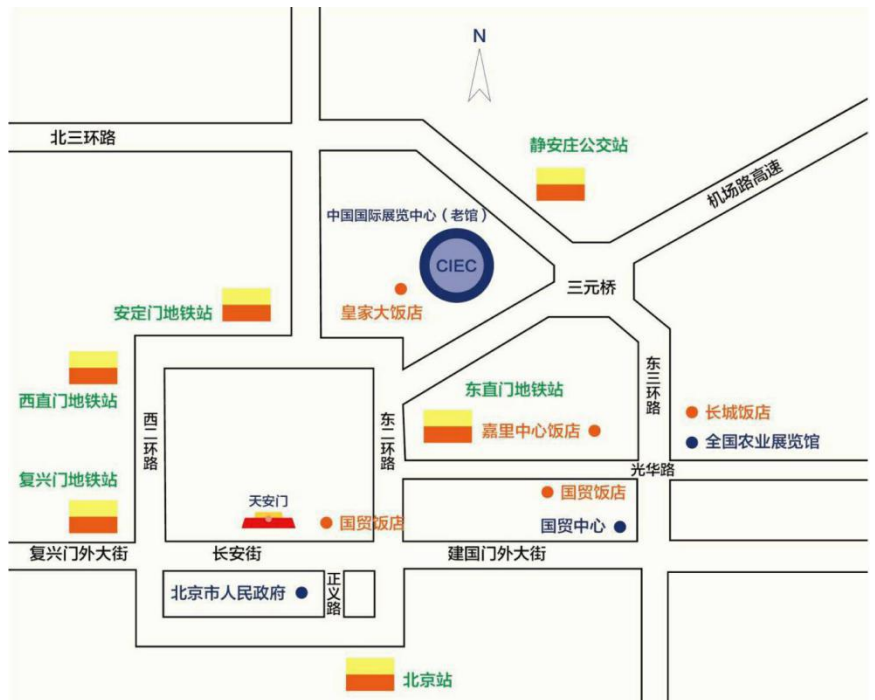 N
北三环路
静安庄公交站
机场路高速
中国国际展览中心（老馆）
CIEC
三元桥
皇家大饭店
安定门地铁站
西直门地铁站
东直门地铁站
东三环路
长城饭店
西二环路
东二环路
嘉里中心饭店
全国农业展览馆
光华路
复兴门地铁站
天安门
国贸饭店
国贸饭店
国贸中心
复兴门外大街
长安街
建国门外大街
北京市人民政府
正义路
北京站